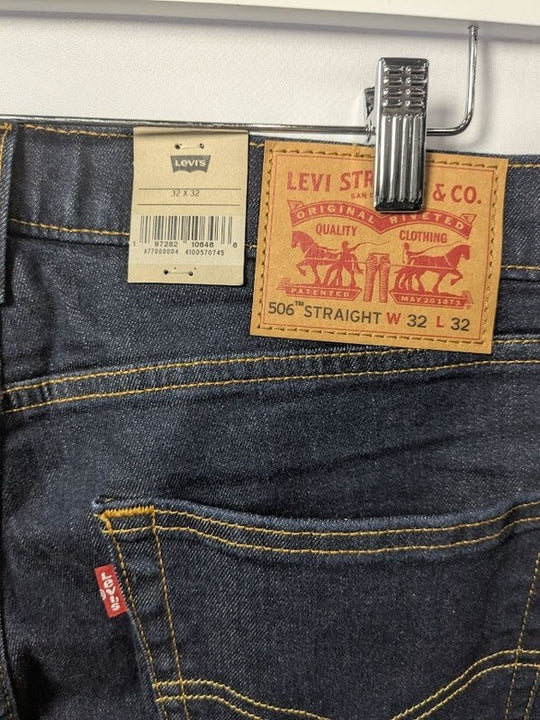 LEVI'S
32 X 32
1 97282 10646 6
A77000004 4100570745
LEVI STR & CO.
SAN
ORIGINAL RIVETED
QUALITY CLOTHING
PATENTED MAY 20 1873
506™ STRAIGHT W 32 L 32
Levi's